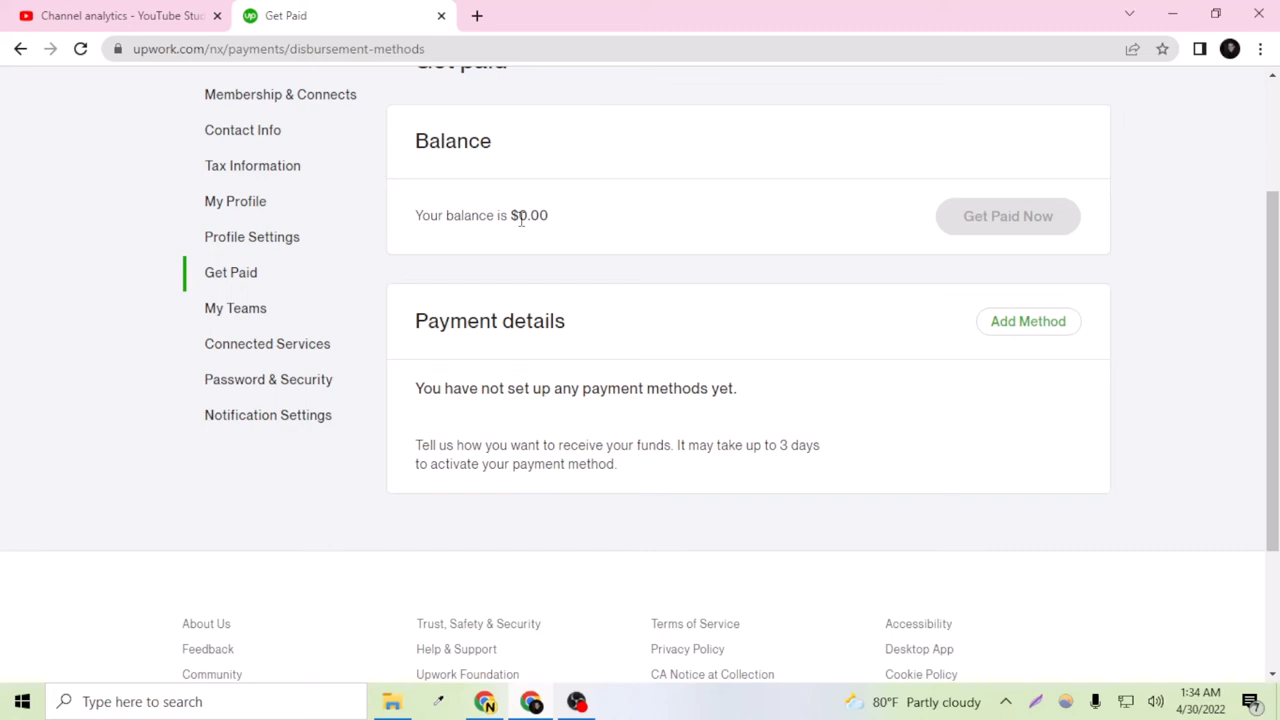 Channel analytics - YouTube Stu
Get Paid
upwork.com/nx/payments/disbursement-methods
Get paid
Membership & Connects
Contact Info
Tax Information
My Profile
Profile Settings
Get Paid
My Teams
Connected Services
Password & Security
Notification Settings
Balance
Your balance is $0.00
Get Paid Now
Payment details
Add Method
You have not set up any payment methods yet.
Tell us how you want to receive your funds. It may take up to 3 days
to activate your payment method.
About Us
Trust, Safety & Security
Terms of Service
Accessibility
Feedback
Help & Support
Privacy Policy
Desktop App
Community
Upwork Foundation
CA Notice at Collection
Cookie Policy
Type here to search
N
80°F Partly cloudy
1:34 AM
4/30/2022
7